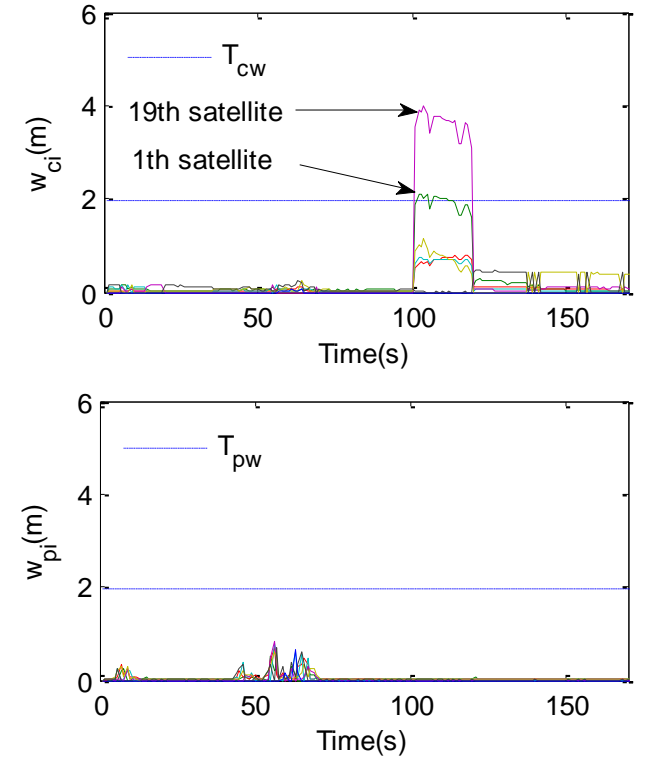 6
T_cw
4
19th satellite
1th satellite
w_ci(m)
2
0
0
50
100
150
Time(s)
6
T_pw
4
w_pi(m)
2
0
0
50
100
150
Time(s)